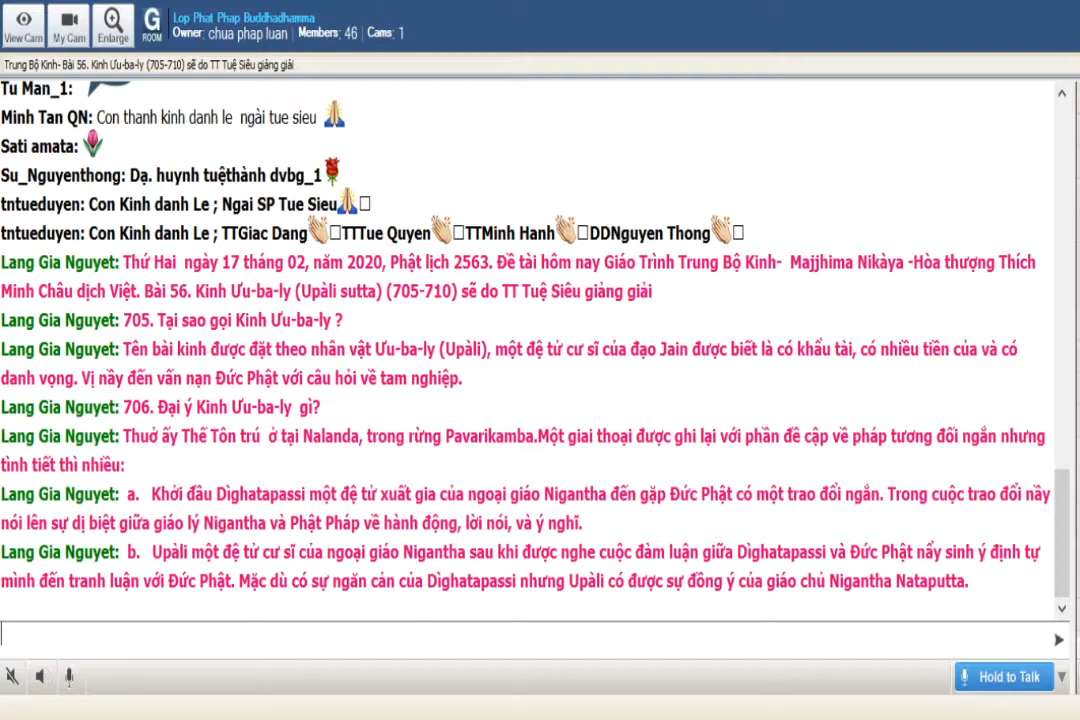 View Cam
My Cam
Enlarge
G
ROOM
Lop Phat Phap Buddhadhamma
Owner: chua phap luan | Members: 46 | Cams: 1
Trung Bộ Kinh- Bài 56. Kinh Ưu-ba-ly (705-710) sẽ do TT Tuệ Siêu giảng giải
Tu Man_1:
Minh Tan QN: Con thanh kinh danh le ngài tue sieu
Sati amata:
Su_Nguyenthong: Dạ. huynh tuệthành dvbg_1
tntueduyen: Con Kinh danh Le ; Ngai SP Tue Sieu
tntueduyen: Con Kinh danh Le ; TTGiac Dang TTTue Quyen TTMinh Hanh DDNguyen Thong
Lang Gia Nguyet: Thứ Hai ngày 17 tháng 02, năm 2020, Phật lịch 2563. Đề tài hôm nay Giáo Trình Trung Bộ Kinh- Majjhima Nikàya -Hòa thượng Thích
Minh Châu dịch Việt. Bài 56. Kinh Ưu-ba-ly (Upàli sutta) (705-710) sẽ do TT Tuệ Siêu giảng giải
Lang Gia Nguyet: 705. Tại sao gọi Kinh Ưu-ba-ly ?
Lang Gia Nguyet: Tên bài kinh được đặt theo nhân vật Ưu-ba-ly (Upàli), một đệ tử cư sĩ của đạo Jain được biết là có khẩu tài, có nhiều tiền của và có
danh vọng. Vị nầy đến vấn nạn Đức Phật với câu hỏi về tam nghiệp.
Lang Gia Nguyet: 706. Đại ý Kinh Ưu-ba-ly gì?
Lang Gia Nguyet: Thuở ấy Thế Tôn trú ở tại Nalanda, trong rừng Pavarikamba.Một giai thoại được ghi lại với phần đề cập về pháp tương đối ngắn nhưng
tình tiết thì nhiều:
Lang Gia Nguyet: a. Khởi đầu Dìghatapassi một đệ tử xuất gia của ngoại giáo Nigantha đến gặp Đức Phật có một trao đổi ngắn. Trong cuộc trao đổi nầy
nói lên sự dị biệt giữa giáo lý Nigantha và Phật Pháp về hành động, lời nói, và ý nghĩ.
Lang Gia Nguyet: b. Upàli một đệ tử cư sĩ của ngoại giáo Nigantha sau khi được nghe cuộc đàm luận giữa Dìghatapassi và Đức Phật nẩy sinh ý định tự
mình đến tranh luận với Đức Phật. Mặc dù có sự ngăn cản của Dìghatapassi nhưng Upàli có được sự đồng ý của giáo chủ Nigantha Nataputta.
Hold to Talk